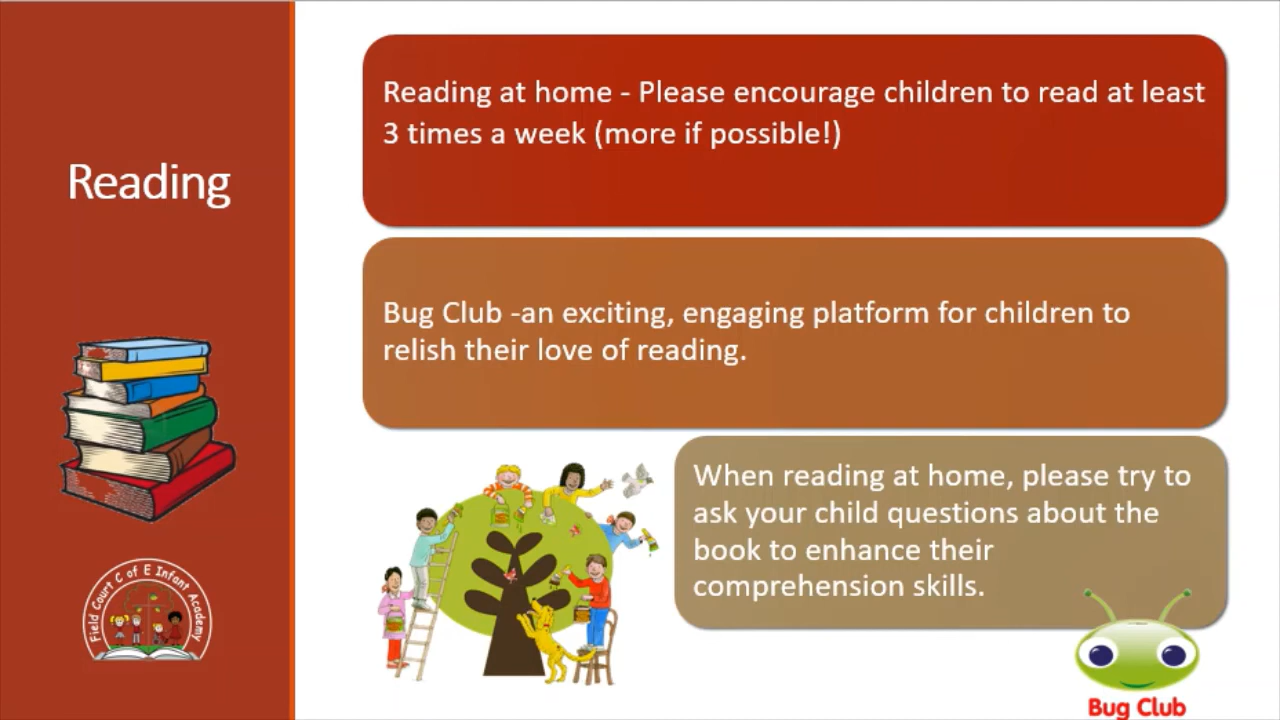 Reading
Field Court C of E Infant Academy
Reading at home - Please encourage children to read at least
3 times a week (more if possible!)
Bug Club -an exciting, engaging platform for children to
relish their love of reading.
When reading at home, please try to
ask your child questions about the
book to enhance their
comprehension skills.
Bug Club